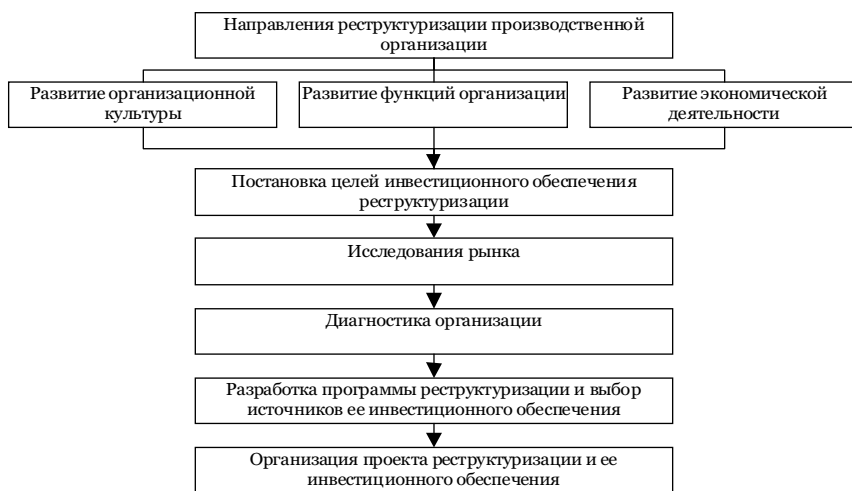 Направления реструктуризации производственной
организации
Развитие организационной
культуры
Развитие функций организации
Развитие экономической
деятельности
Постановка целей инвестиционного обеспечения
реструктуризации
Исследования рынка
Диагностика организации
Разработка программы реструктуризации и выбор
источников ее инвестиционного обеспечения
Организация проекта реструктуризации и ее
инвестиционного обеспечения